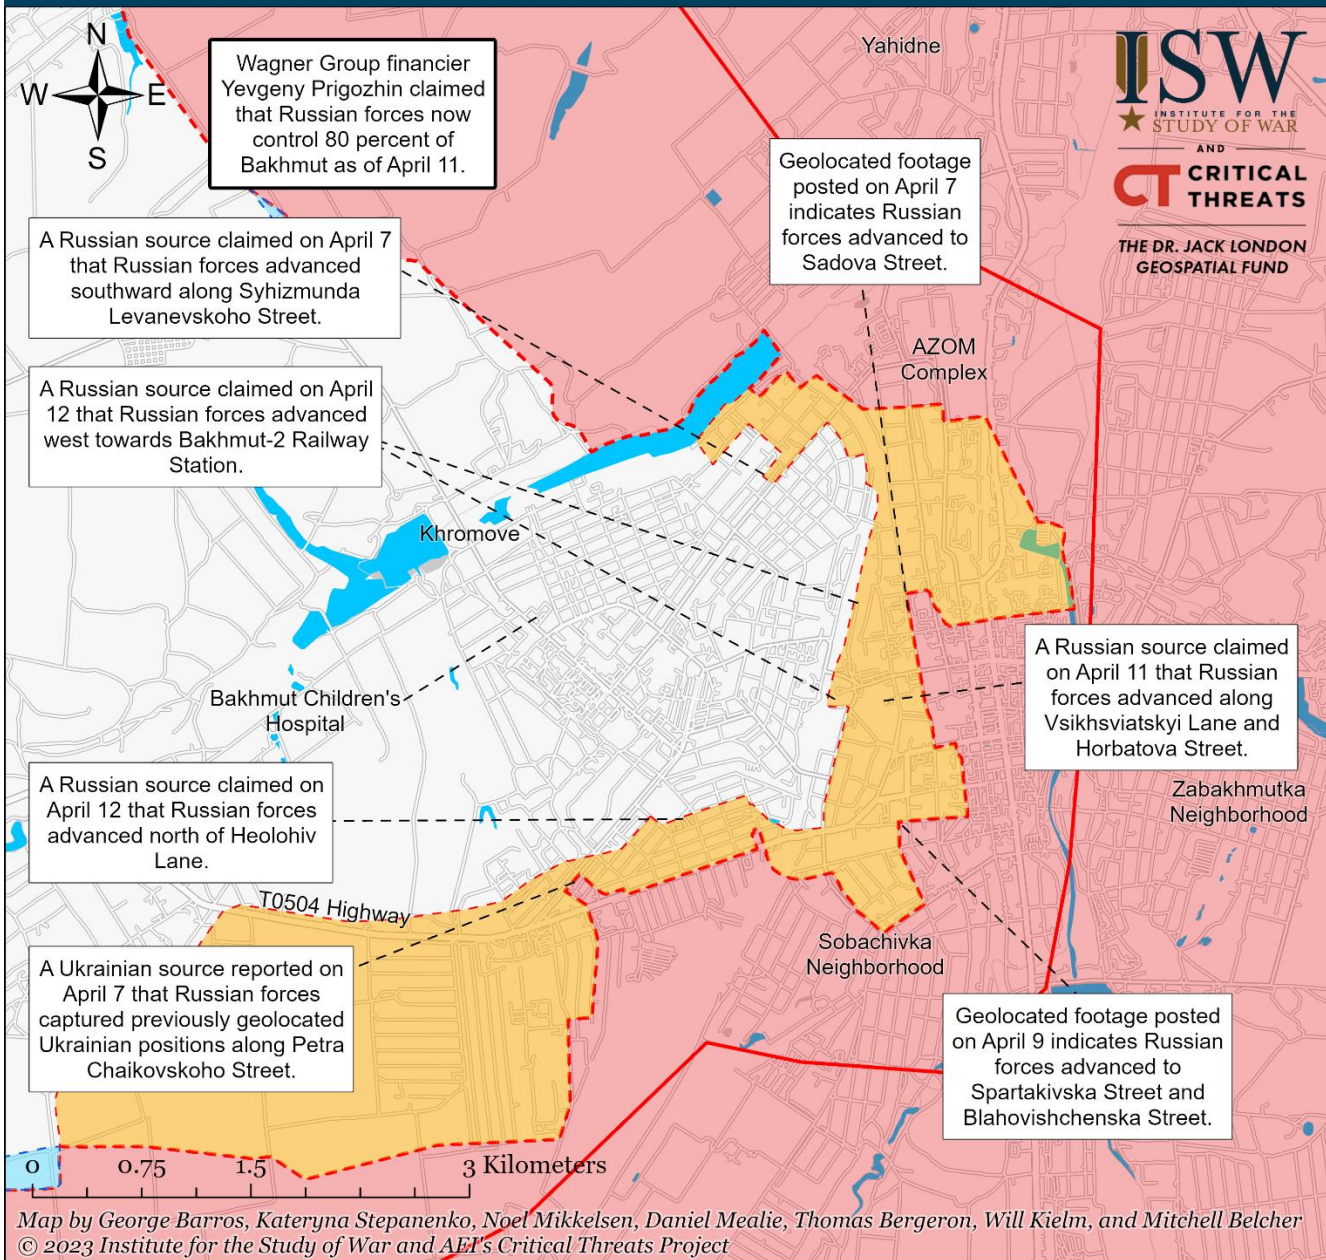 N
W
E
S
Wagner Group financier
Yevgeny Prigozhin claimed
that Russian forces now
control 80 percent of
Bakhmut as of April 11.
Yahidne
ISW
INSTITUTE FOR THE
STUDY OF WAR
AND
CT CRITICAL
THREATS
THE DR. JACK LONDON
GEOSPATIAL FUND
Geolocated footage
posted on April 7
indicates Russian
forces advanced to
Sadova Street.
A Russian source claimed on April 7
that Russian forces advanced
southward along Syhizmunda
Levanevskoho Street.
AZOM
Complex
A Russian source claimed on April
12 that Russian forces advanced
west towards Bakhmut-2 Railway
Station.
Khromove
Bakhmut Children's
Hospital
A Russian source claimed
on April 11 that Russian
forces advanced along
Vsikhsviatskyi Lane and
Horbatova Street.
A Russian source claimed on
April 12 that Russian forces
advanced north of Heolohiv
Lane.
Zabakhmutka
Neighborhood
T0504 Highway
Sobachivka
Neighborhood
A Ukrainian source reported on
April 7 that Russian forces
captured previously geolocated
Ukrainian positions along Petra
Chaikovskoho Street.
Geolocated footage posted
on April 9 indicates Russian
forces advanced to
Spartakivska Street and
Blahovishchenska Street.
0 0.75 1.5 3 Kilometers
Map by George Barros, Kateryna Stepanenko, Noel Mikkelsen, Daniel Mealie, Thomas Bergeron, Will Kielm, and Mitchell Belcher
© 2023 Institute for the Study of War and AEI's Critical Threats Project